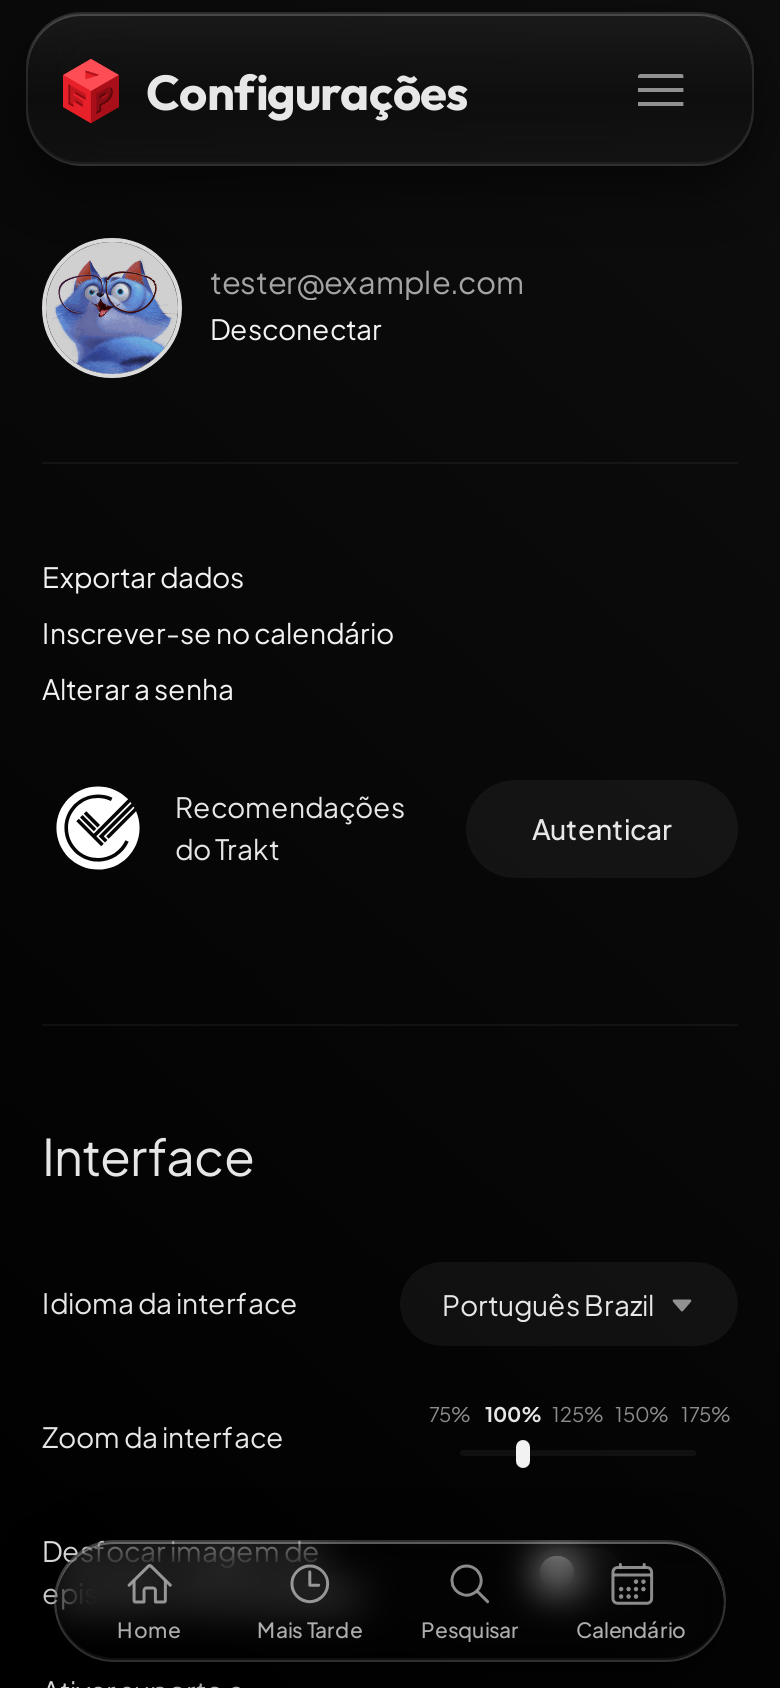 Configurações
tester@example.com
Desconectar
Exportar dados
Inscrever-se no calendário
Alterar a senha
Recomendações
do Trakt
Autenticar
Interface
Idioma da interface
Português Brazil
75% 100% 125% 150% 175%
Zoom da interface
Desfocar imagem de
Home
Mais Tarde
Pesquisar
Calendário